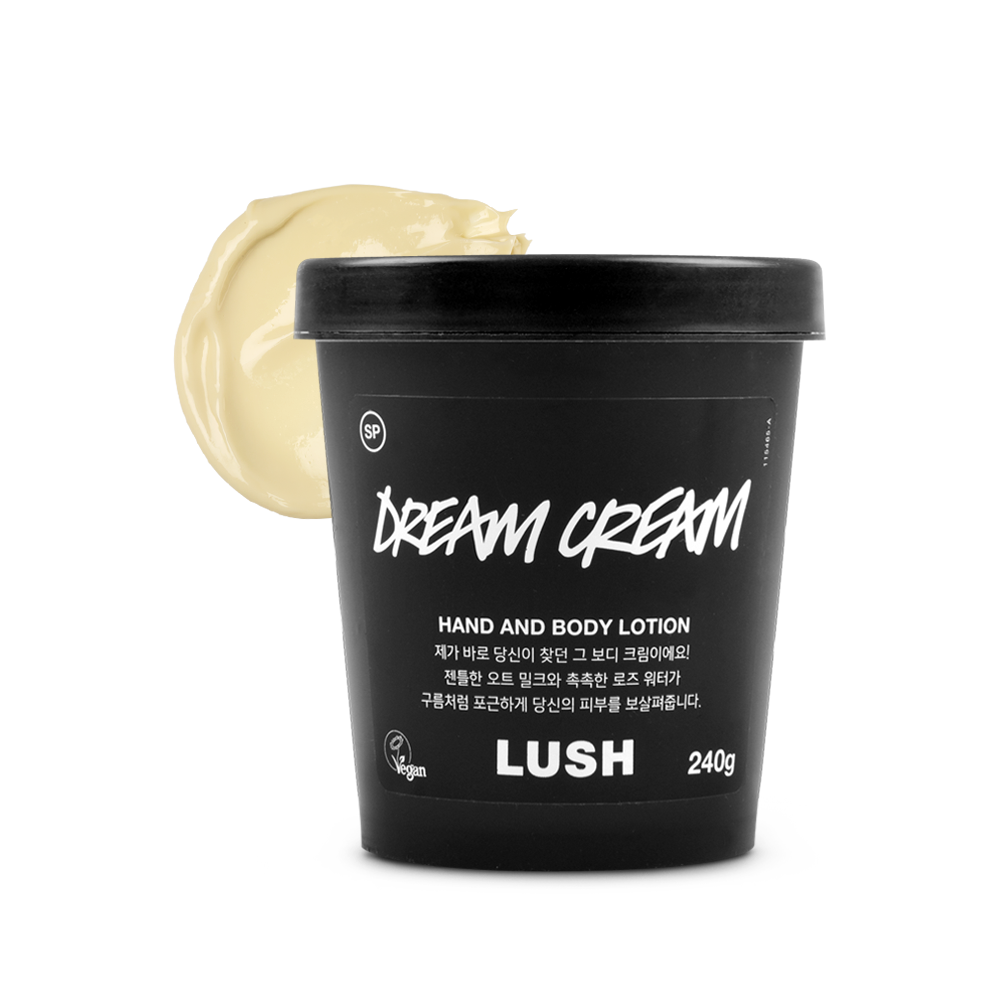 SP
115465-A
DREAM CREAM
HAND AND BODY LOTION
제가 바로 당신이 찾던 그 보디 크림이에요!
젠틀한 오트 밀크와 촉촉한 로즈 워터가
구름처럼 포근하게 당신의 피부를 보살펴줍니다.
Vegan
LUSH
240g